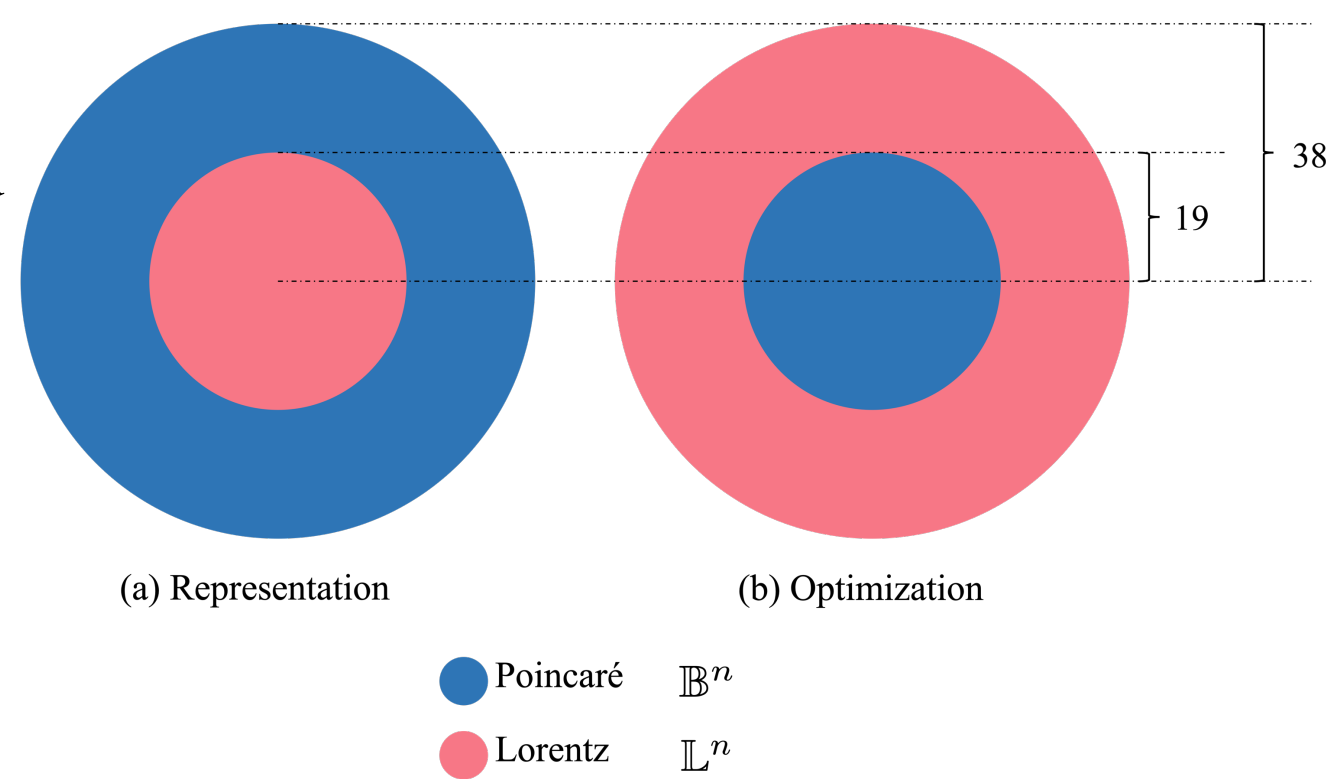 38
19
(a) Representation
(b) Optimization
Poincaré 𝔹ⁿ
Lorentz 𝕃ⁿ